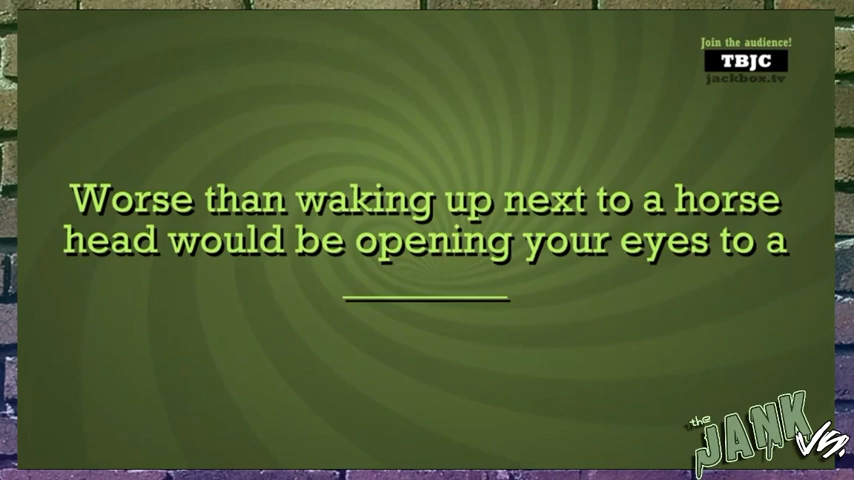 Join the audience!
TBJC
jackbox.tv
Worse than waking up next to a horse
head would be opening your eyes to a
__________
the
JANK
VS.